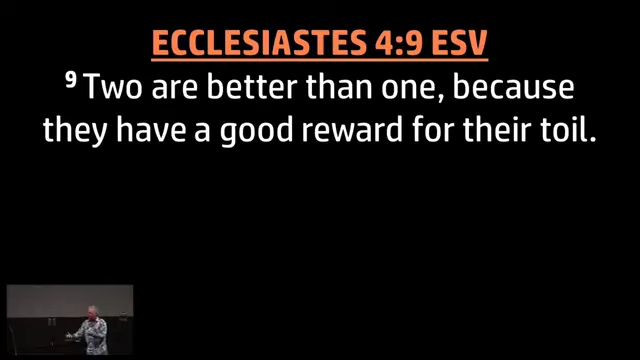 ECCLESIASTES 4:9 ESV
9 Two are better than one, because
they have a good reward for their toil.